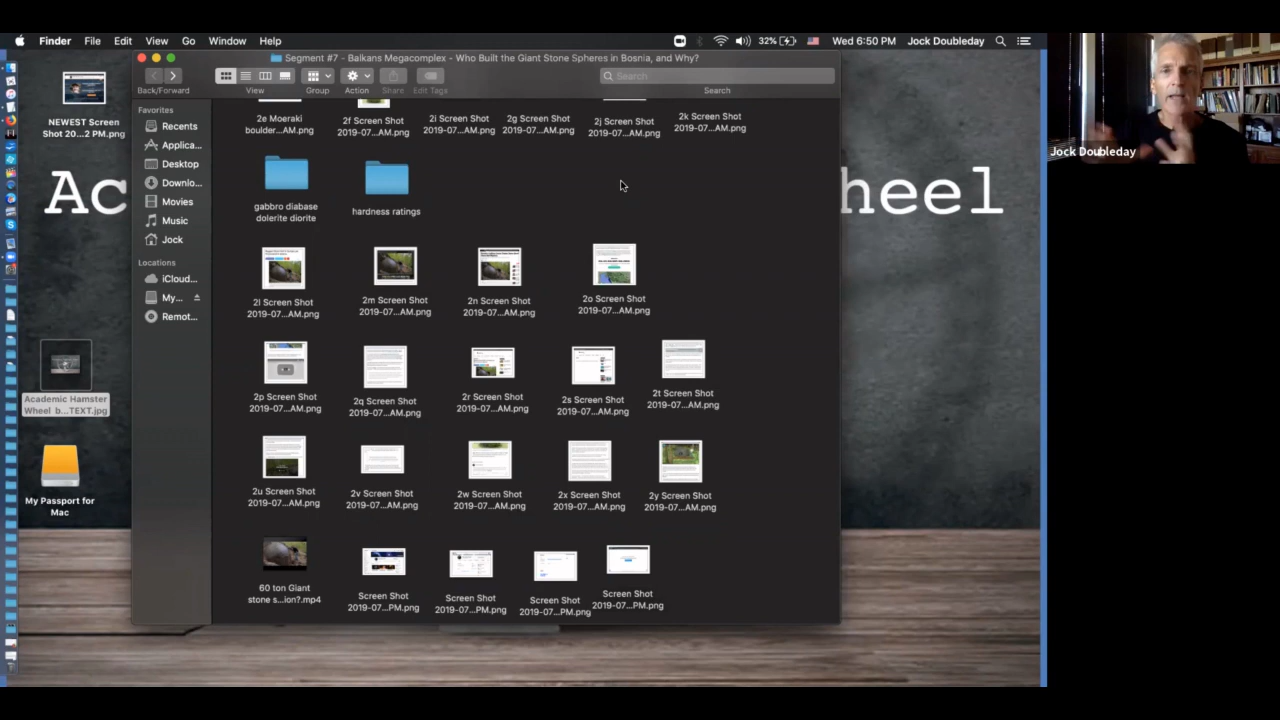 Finder File Edit View Go Window Help 32% Wed 6:50 PM Jock Doubleday
Segment #7 - Balkans Megacomplex - Who Built the Giant Stone Spheres in Bosnia, and Why?
Search
Back/Forward View Group Action Share Edit Tags Search
NEWEST Screen
Shot 20...2 PM.png
Academic Hamster
Wheel b...TEXT.jpg
My Passport for
Mac
Ac
heel
Favorites
Recents
Applica...
Desktop
Downlo...
Movies
Music
Jock
Locations
iCloud...
My...
Remot...
2e Moeraki
boulder...AM.png
2f Screen Shot
2019-07...AM.png
2i Screen Shot
2019-07...AM.png
2g Screen Shot
2019-07...AM.png
2j Screen Shot
2019-07...AM.png
2k Screen Shot
2019-07...AM.png
gabbro diabase
dolerite diorite
hardness ratings
2l Screen Shot
2019-07...AM.png
2m Screen Shot
2019-07...AM.png
2n Screen Shot
2019-07...AM.png
2o Screen Shot
2019-07...AM.png
2p Screen Shot
2019-07...AM.png
2q Screen Shot
2019-07...AM.png
2r Screen Shot
2019-07...AM.png
2s Screen Shot
2019-07...AM.png
2t Screen Shot
2019-07...AM.png
2u Screen Shot
2019-07...AM.png
2v Screen Shot
2019-07...AM.png
2w Screen Shot
2019-07...AM.png
2x Screen Shot
2019-07...AM.png
2y Screen Shot
2019-07...AM.png
60 ton Giant
stone s...ion?.mp4
Screen Shot
2019-07...PM.png
Screen Shot
2019-07...PM.png
Screen Shot
2019-07...PM.png
Screen Shot
2019-07...PM.png
Jock Doubleday